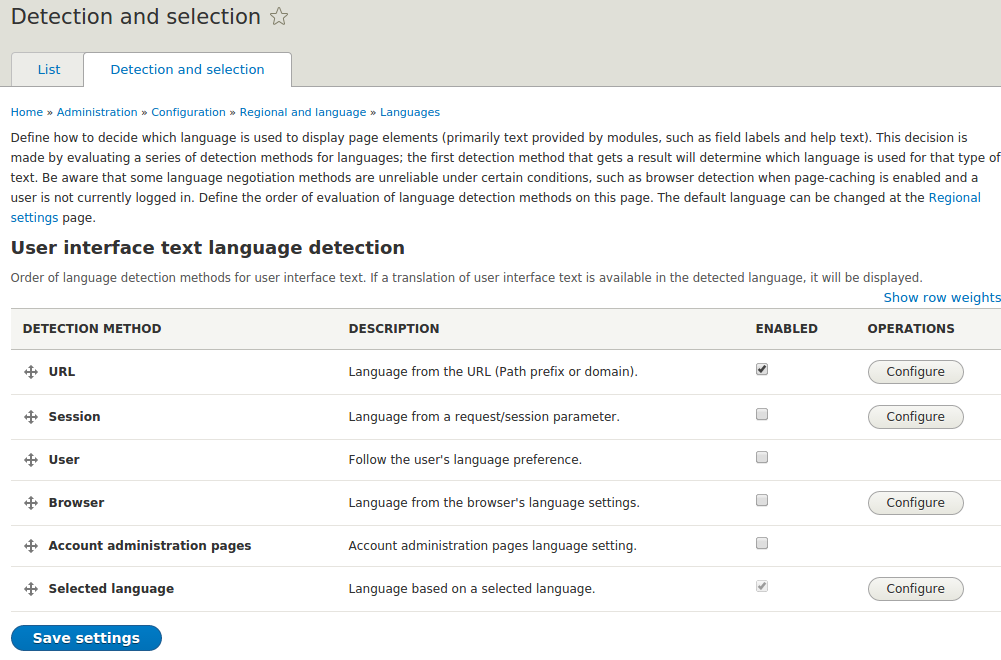 Detection and selection
List
Detection and selection
Home » Administration » Configuration » Regional and language » Languages
Define how to decide which language is used to display page elements (primarily text provided by modules, such as field labels and help text). This decision is
made by evaluating a series of detection methods for languages; the first detection method that gets a result will determine which language is used for that type of
text. Be aware that some language negotiation methods are unreliable under certain conditions, such as browser detection when page-caching is enabled and a
user is not currently logged in. Define the order of evaluation of language detection methods on this page. The default language can be changed at the Regional
settings page.
User interface text language detection
Order of language detection methods for user interface text. If a translation of user interface text is available in the detected language, it will be displayed.
Show row weights
DETECTION METHOD DESCRIPTION ENABLED OPERATIONS
URL Language from the URL (Path prefix or domain). Configure
Session Language from a request/session parameter. Configure
User Follow the user's language preference.
Browser Language from the browser's language settings. Configure
Account administration pages Account administration pages language setting.
Selected language Language based on a selected language. Configure
Save settings